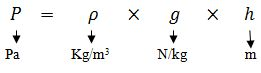 P = ρ × g × h
Pa Kg/m³ N/kg m